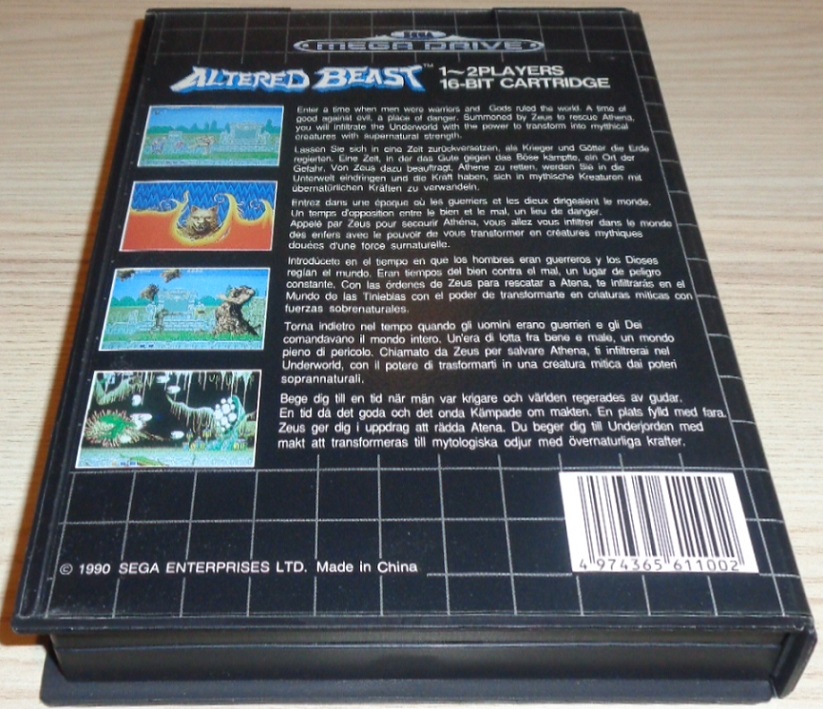 SEGA
MEGA DRIVE
ALTERED BEAST™
1~2PLAYERS
16-BIT CARTRIDGE
Enter a time when men were warriors and Gods ruled the world. A time of
good against evil, a place of danger. Summoned by Zeus to rescue Athena,
you will infiltrate the Underworld with the power to transform into mythical
creatures with supernatural strength.
Lassen Sie sich in eine Zeit zurückversetzen, als Krieger und Götter die Erde
regierten. Eine Zeit, in der das Gute gegen das Böse kämpfte, ein Ort der
Gefahr. Von Zeus dazu beauftragt, Athene zu retten, werden Sie in die
Unterwelt eindringen und die Kraft haben, sich in mythische Kreaturen mit
übernatürlichen Kräften zu verwandeln.
Entrez dans une époque où les guerriers et les dieux dirigeaient le monde.
Un temps d'opposition entre le bien et le mal, un lieu de danger.
Appelé par Zeus pour secourir Athéna, vous allez vous infiltrer dans le monde
des enfers avec le pouvoir de vous transformer en créatures mythiques
douées d'une force surnaturelle.
Introdúcete en el tiempo en que los hombres eran guerreros y los Dioses
regían el mundo. Eran tiempos del bien contra el mal, un lugar de peligro
constante. Con las órdenes de Zeus para rescatar a Atena, te infiltrarás en el
Mundo de las Tinieblas con el poder de transformarte en criaturas míticas con
fuerzas sobrenaturales.
Torna indietro nel tempo quando gli uomini erano guerrieri e gli Dei
comandavano il mondo intero. Un'era di lotta fra bene e male, un mondo
pieno di pericolo. Chiamato da Zeus per salvare Athena, ti infiltrerai nel
Underworld, con il potere di trasformarti in una creatura mitica dai poteri
soprannaturali.
Bege dig till en tid när män var krigare och världen regerades av gudar.
En tid då det goda och det onda Kämpade om makten. En plats fylld med fara.
Zeus ger dig i uppdrag att rädda Atena. Du beger dig till Underjorden med
makt att transformeras till mytologiska odjur med övernaturliga krafter.
© 1990 SEGA ENTERPRISES LTD. Made in China
4 974365 611002